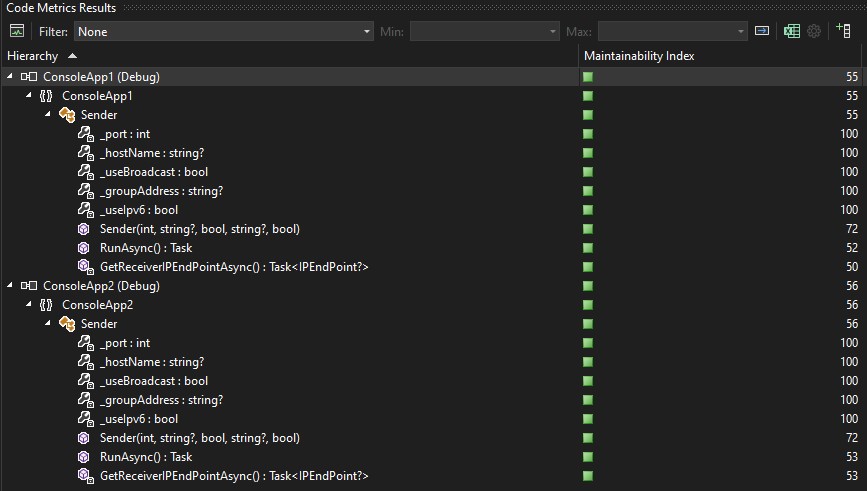 Code Metrics Results
Filter: None Min: Max:
Hierarchy Maintainability Index
ConsoleApp1 (Debug) 55
{} ConsoleApp1 55
Sender 55
_port : int 100
_hostName : string? 100
_useBroadcast : bool 100
_groupAddress : string? 100
_useIpv6 : bool 100
Sender(int, string?, bool, string?, bool) 72
RunAsync() : Task 52
GetReceiverIPEndPointAsync() : Task<IPEndPoint?> 50
ConsoleApp2 (Debug) 56
{} ConsoleApp2 56
Sender 56
_port : int 100
_hostName : string? 100
_useBroadcast : bool 100
_groupAddress : string? 100
_useIpv6 : bool 100
Sender(int, string?, bool, string?, bool) 72
RunAsync() : Task 53
GetReceiverIPEndPointAsync() : Task<IPEndPoint?> 53